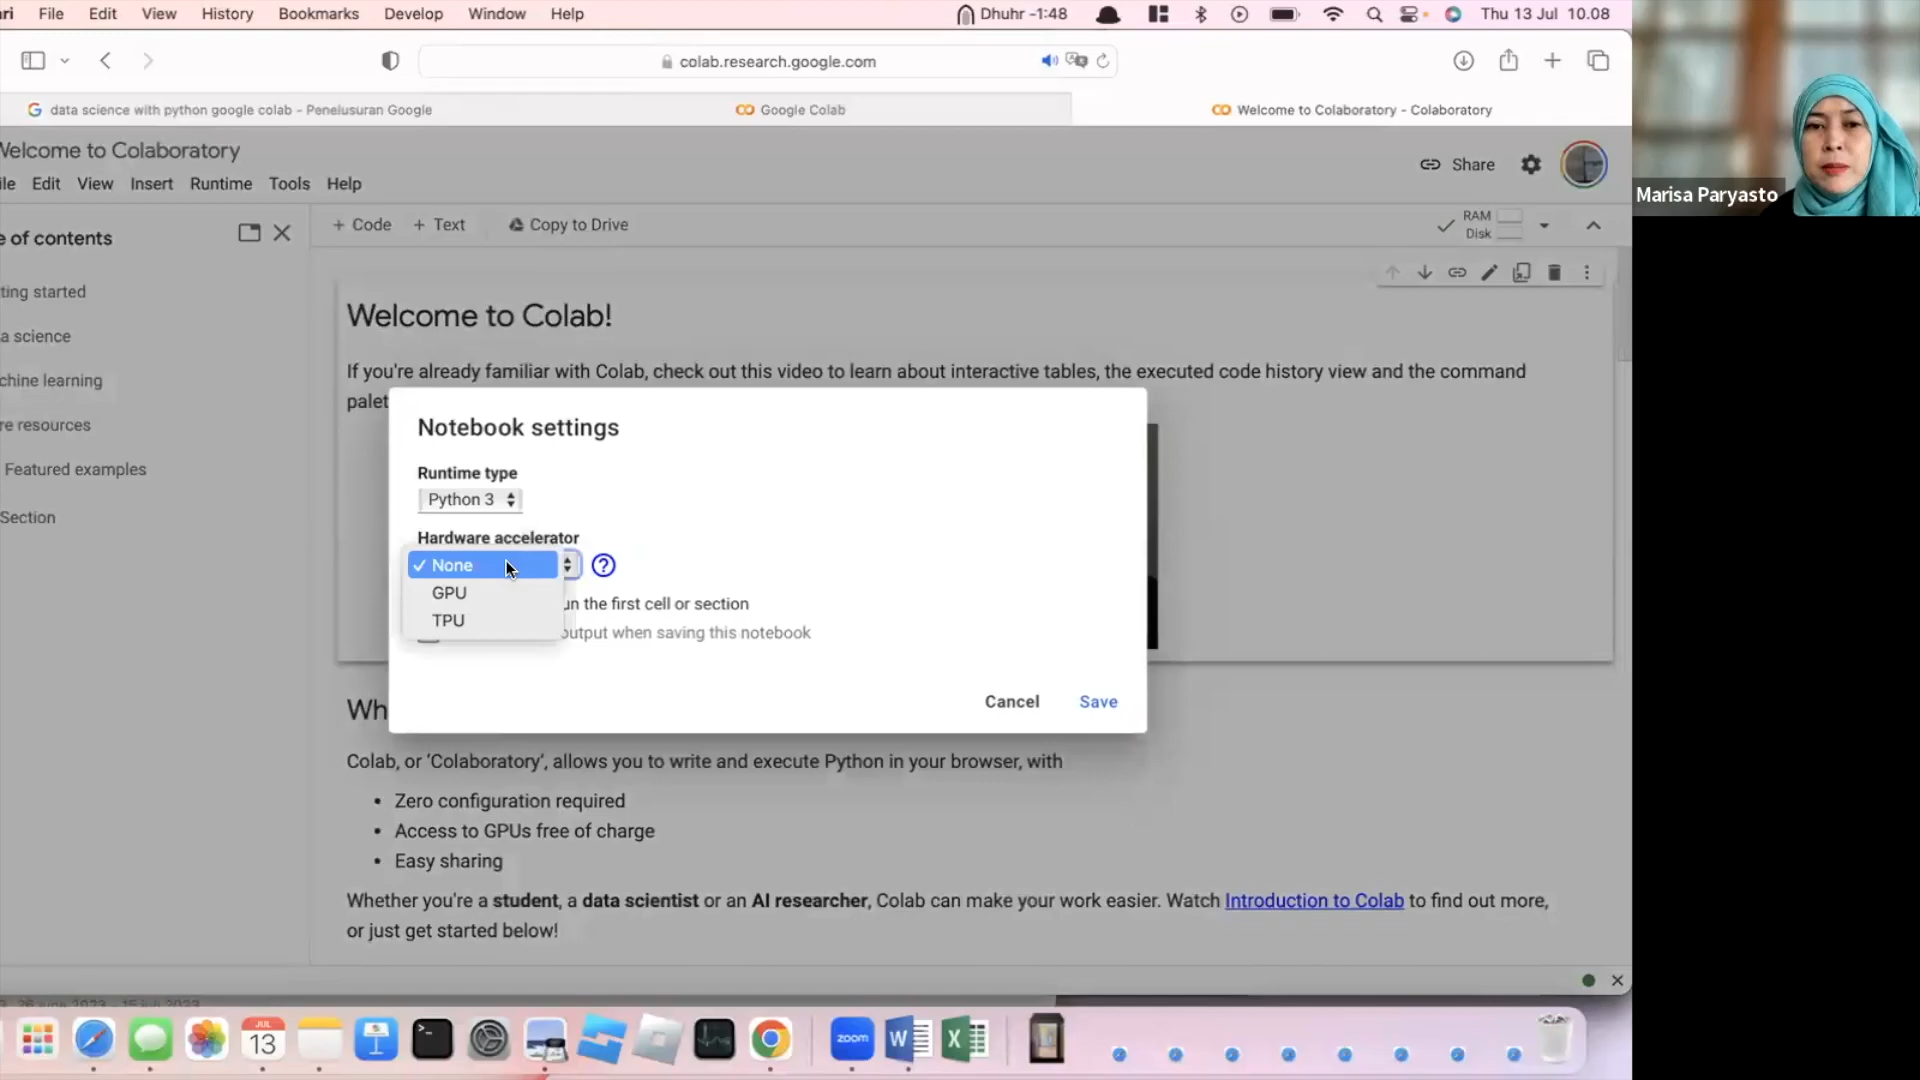 ri File Edit View History Bookmarks Develop Window Help Dhuhr -1:48 Thu 13 Jul 10.08
colab.research.google.com
data science with python google colab – Penelusuran Google Google Colab Welcome to Colaboratory - Colaboratory
Welcome to Colaboratory
ile Edit View Insert Runtime Tools Help Share
Marisa Paryasto
e of contents
+ Code + Text Copy to Drive RAM
Disk
ting started
a science
chine learning
re resources
Featured examples
Section
Welcome to Colab!
If you're already familiar with Colab, check out this video to learn about interactive tables, the executed code history view and the command
palet
Notebook settings
Runtime type
Python 3
Hardware accelerator
✓ None ?
GPU
TPU
un the first cell or section
output when saving this notebook
Cancel Save
Wh
Colab, or ‘Colaboratory’, allows you to write and execute Python in your browser, with
• Zero configuration required
• Access to GPUs free of charge
• Easy sharing
Whether you're a student, a data scientist or an AI researcher, Colab can make your work easier. Watch Introduction to Colab to find out more,
or just get started below!
JUL
13
zoom
W
X